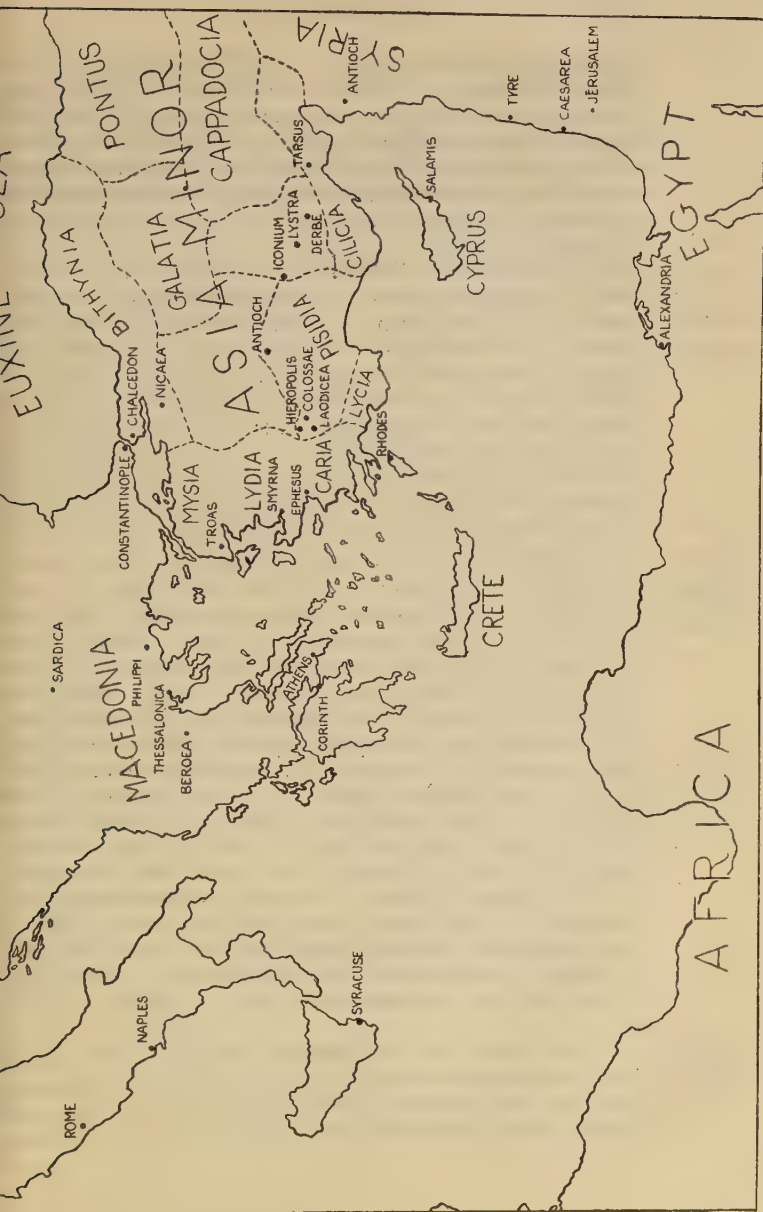 EUXINE SEA
PONTUS
BITHYNIA
GALATIA
ASIA MINOR
CAPPADOCIA
SYRIA
ANTIOCH
TARSUS
CILICIA
ICONIUM
LYSTRA
DERBE
ANTIOCH
PISIDIA
HIEROPOLIS
COLOSSAE
LAODICEA
LYCIA
CHALCEDON
NICAEA
CONSTANTINOPLE
MYSIA
TROAS
LYDIA
SMYRNA
EPHESUS
CARIA
RHODES
CYPRUS
SALAMIS
TYRE
CAESAREA
JERUSALEM
EGYPT
ALEXANDRIA
SARDICA
MACEDONIA
PHILIPPI
THESSALONICA
BEROEA
ATHENS
CORINTH
CRETE
AFRICA
ROME
NAPLES
SYRACUSE